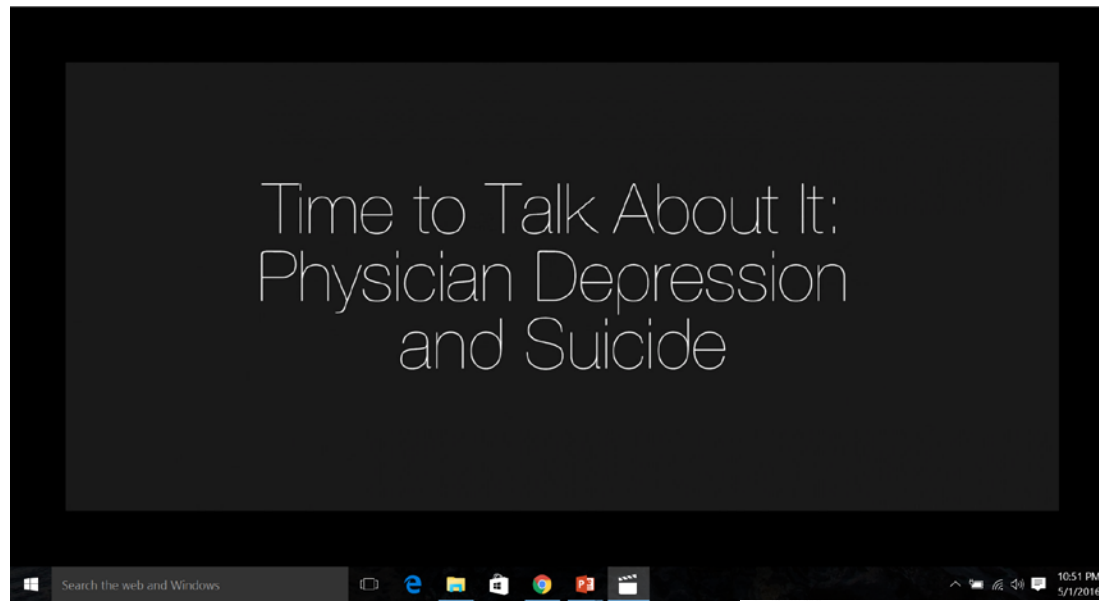 Time to Talk About It:
Physician Depression
and Suicide
Search the web and Windows
10:51 PM
5/1/2016